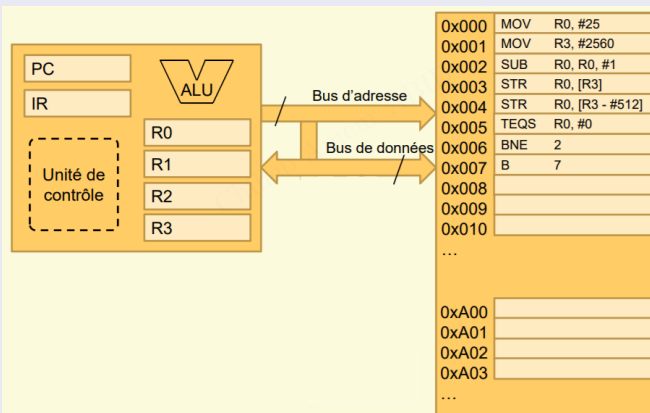 PC
IR
Unité de
contrôle
ALU
R0
R1
R2
R3
Bus d'adresse
Bus de données
0x000 MOV R0, #25
0x001 MOV R3, #2560
0x002 SUB R0, R0, #1
0x003 STR R0, [R3]
0x004 STR R0, [R3 - #512]
0x005 TEQS R0, #0
0x006 BNE 2
0x007 B 7
0x008
0x009
0x010
...
0xA00
0xA01
0xA02
0xA03
...